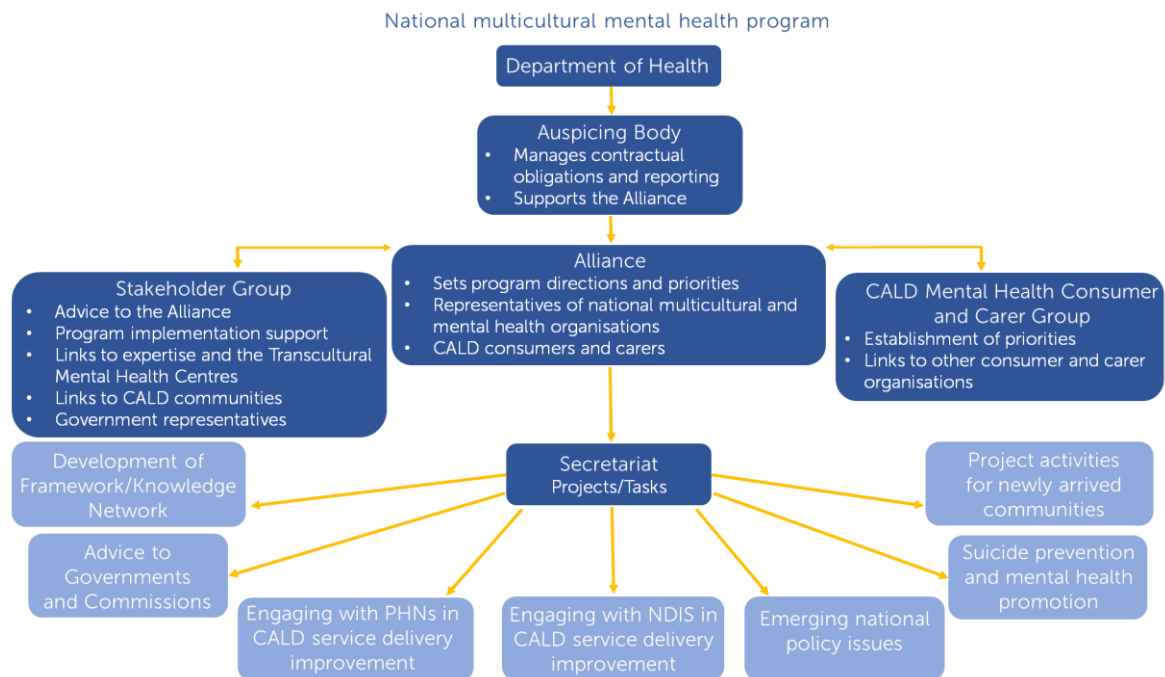 National multicultural mental health program
Department of Health
Auspicing Body
• Manages contractual
obligations and reporting
• Supports the Alliance
Alliance
• Sets program directions and priorities
• Representatives of national multicultural and
mental health organisations
• CALD consumers and carers
Stakeholder Group
• Advice to the Alliance
• Program implementation support
• Links to expertise and the Transcultural
Mental Health Centres
• Links to CALD communities
• Government representatives
CALD Mental Health Consumer
and Carer Group
• Establishment of priorities
• Links to other consumer and carer
organisations
Secretariat
Projects/Tasks
Development of
Framework/Knowledge
Network
Advice to
Governments
and Commissions
Engaging with PHNs in
CALD service delivery
improvement
Engaging with NDIS in
CALD service delivery
improvement
Emerging national
policy issues
Suicide prevention
and mental health
promotion
Project activities
for newly arrived
communities